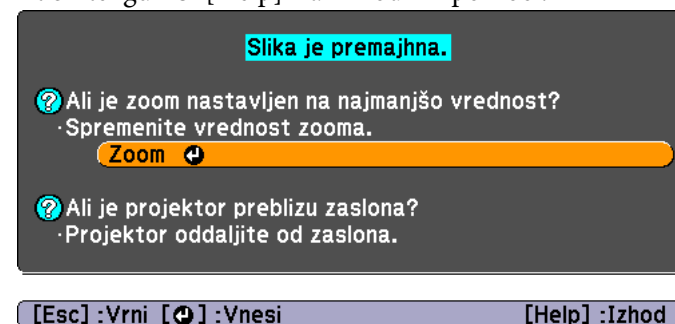 Slika je premajhna.
Ali je zoom nastavljen na najmanjšo vrednost?
·Spremenite vrednost zooma.
Zoom
Ali je projektor preblizu zaslona?
·Projektor oddaljite od zaslona.
[Esc] :Vrni [⏎] :Vnesi [Help] :Izhod